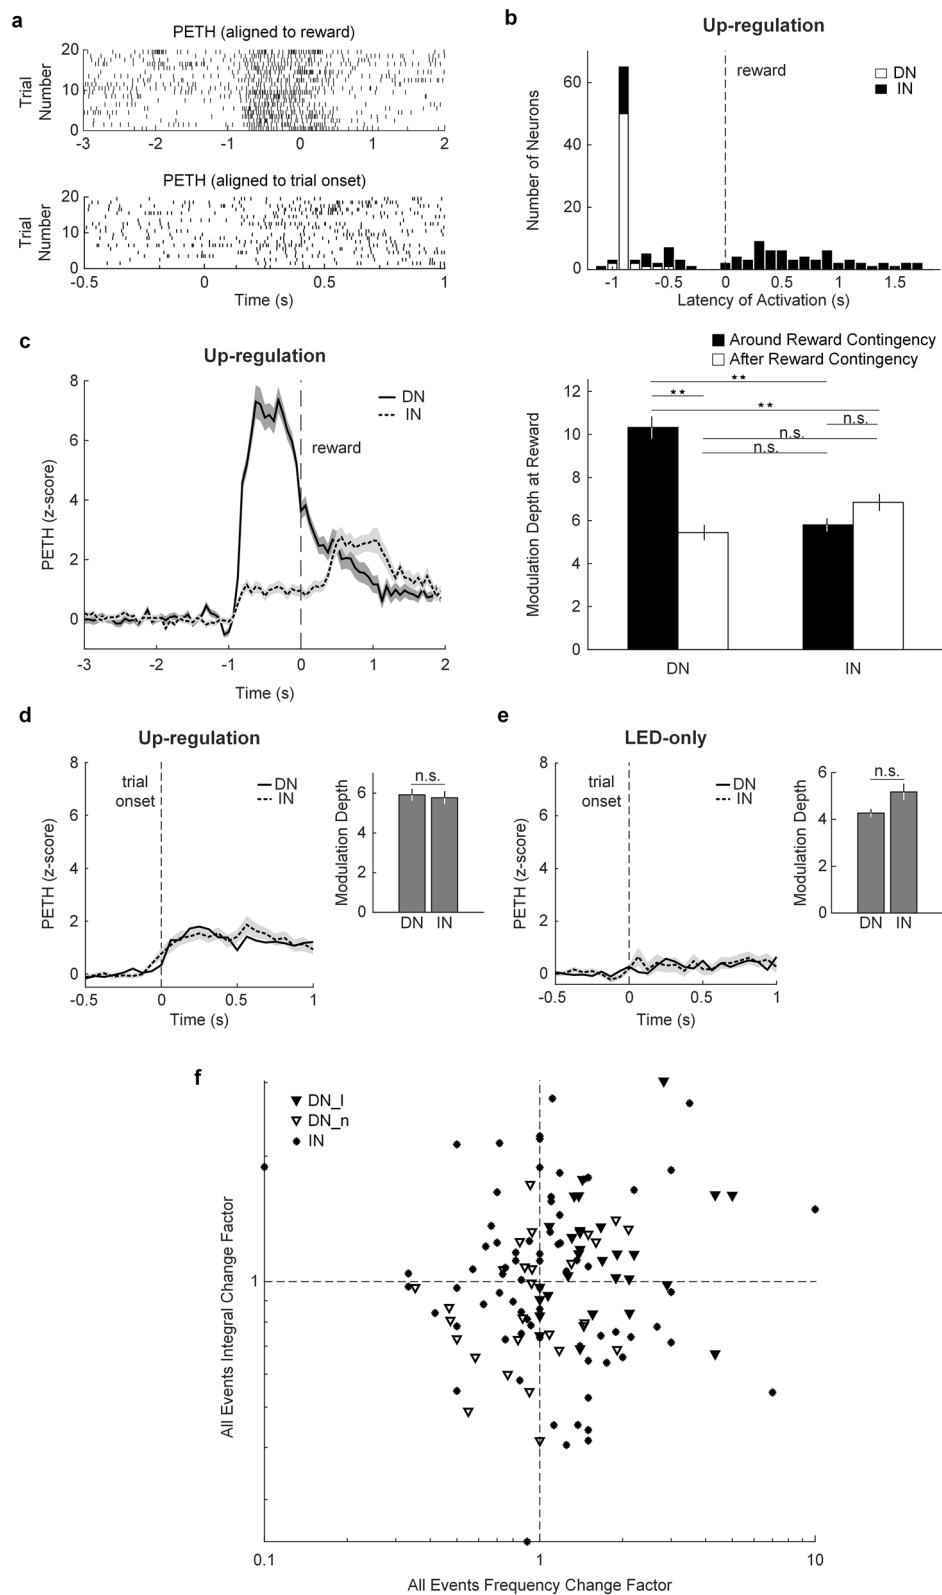 a
PETH (aligned to reward)
Trial
Number
20
10
0
-3
-2
-1
0
1
2
PETH (aligned to trial onset)
Trial
Number
20
10
0
-0.5
0
0.5
1
Time (s)
b
Up-regulation
reward
DN
IN
Number of Neurons
60
40
20
0
-1
-0.5
0
0.5
1
1.5
Latency of Activation (s)
c
Up-regulation
DN
IN
reward
PETH (z-score)
8
6
4
2
0
-3
-2
-1
0
1
2
Time (s)
Around Reward Contingency
After Reward Contingency
**
**
**
n.s.
n.s.
n.s.
Modulation Depth at Reward
12
10
8
6
4
2
0
DN
IN
d
Up-regulation
trial
onset
DN
IN
PETH (z-score)
8
6
4
2
0
-0.5
0
0.5
1
Time (s)
n.s.
Modulation Depth
6
4
2
0
DN
IN
e
LED-only
trial
onset
DN
IN
PETH (z-score)
8
6
4
2
0
-0.5
0
0.5
1
Time (s)
n.s.
Modulation Depth
6
4
2
0
DN
IN
f
DN_l
DN_n
IN
All Events Integral Change Factor
1
0.1
1
10
All Events Frequency Change Factor